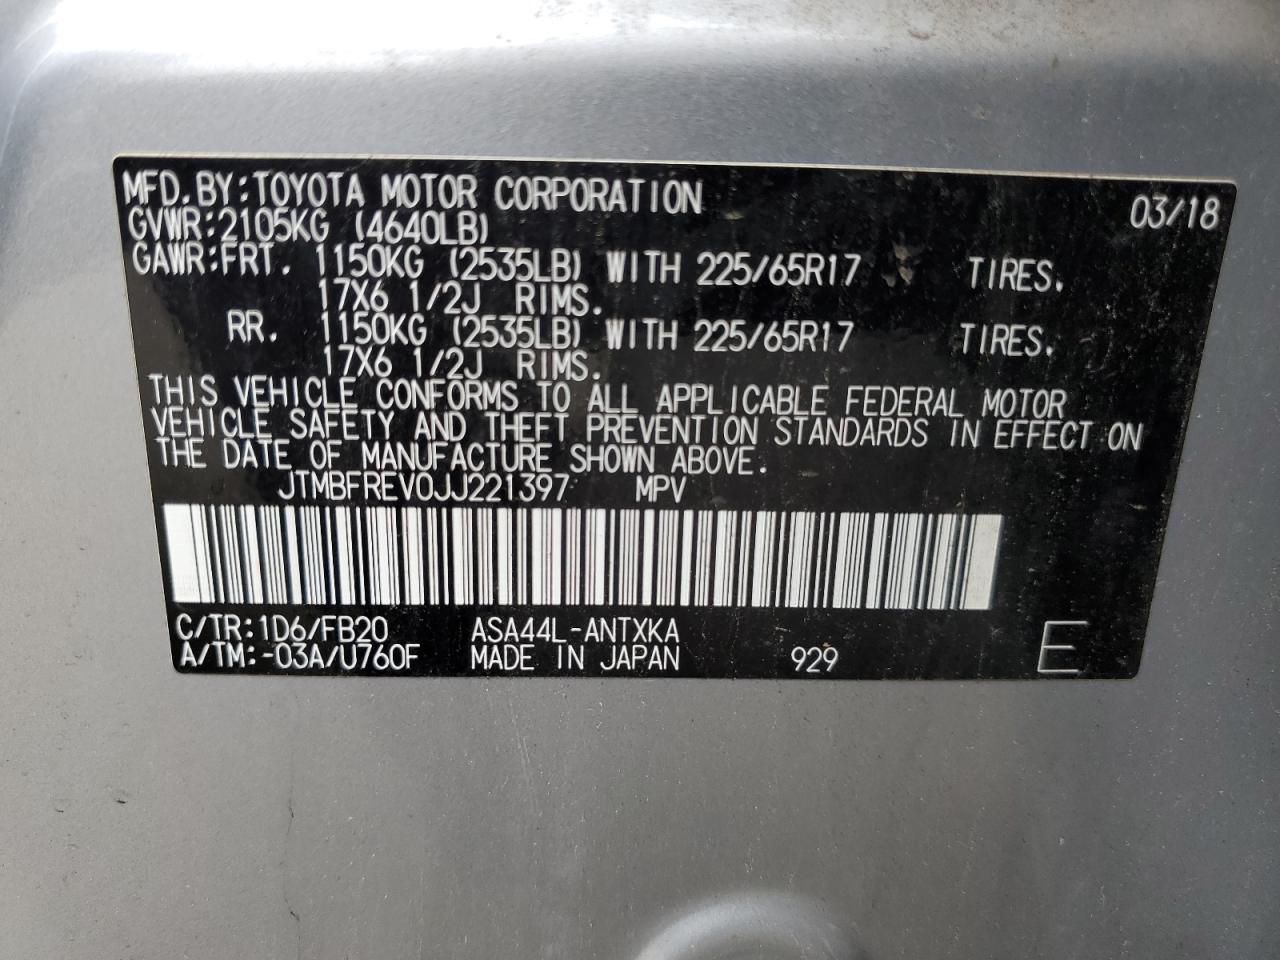 MFD.BY:TOYOTA MOTOR CORPORATION 03/18
GVWR:2105KG (4640LB)
GAWR:FRT. 1150KG (2535LB) WITH 225/65R17 TIRES.
17X6 1/2J RIMS.
RR. 1150KG (2535LB) WITH 225/65R17 TIRES.
17X6 1/2J RIMS.
THIS VEHICLE CONFORMS TO ALL APPLICABLE FEDERAL MOTOR
VEHICLE SAFETY AND THEFT PREVENTION STANDARDS IN EFFECT ON
THE DATE OF MANUFACTURE SHOWN ABOVE.
JTMBFREV0JJ221397 MPV
C/TR:1D6/FB20 ASA44L-ANTXKA
A/TM:-03A/U760F MADE IN JAPAN 929 E